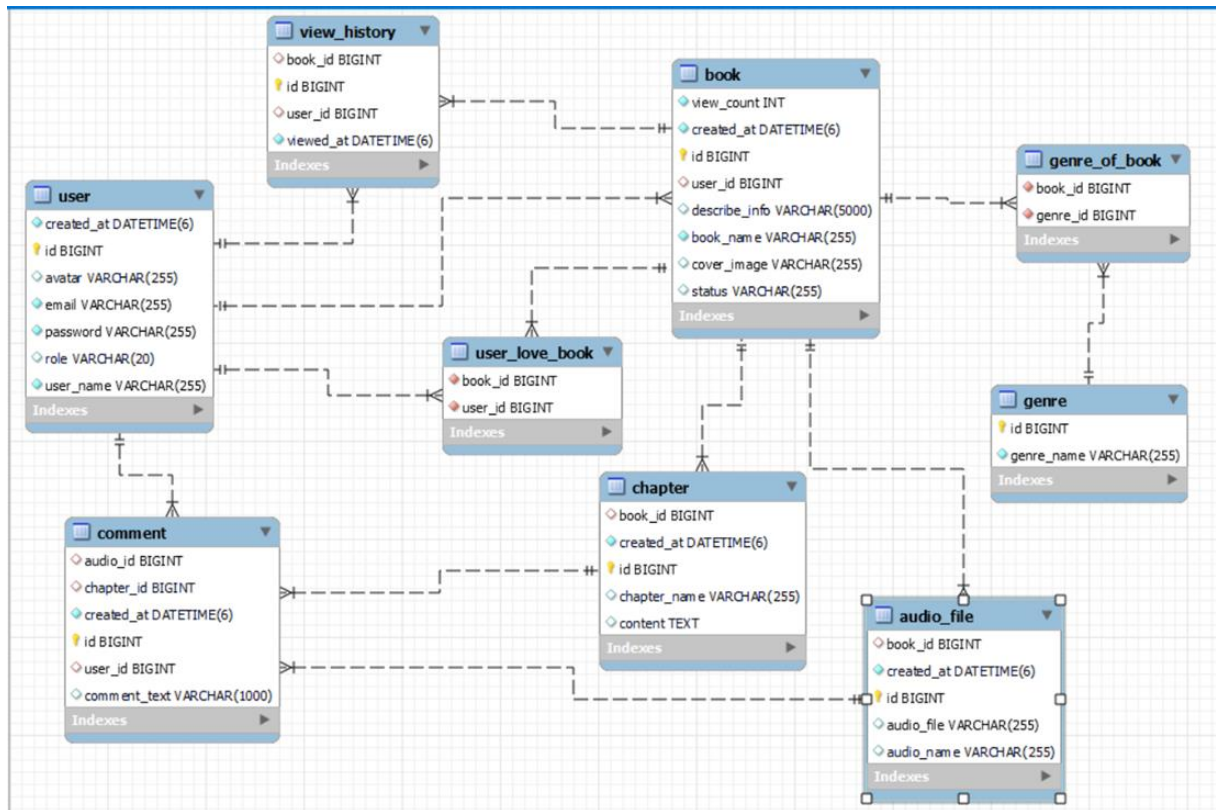 view_history
book_id BIGINT
id BIGINT
user_id BIGINT
viewed_at DATETIME(6)
Indexes
book
view_count INT
created_at DATETIME(6)
id BIGINT
user_id BIGINT
describe_info VARCHAR(5000)
book_name VARCHAR(255)
cover_image VARCHAR(255)
status VARCHAR(255)
Indexes
genre_of_book
book_id BIGINT
genre_id BIGINT
Indexes
user
created_at DATETIME(6)
id BIGINT
avatar VARCHAR(255)
email VARCHAR(255)
password VARCHAR(255)
role VARCHAR(20)
user_name VARCHAR(255)
Indexes
user_love_book
book_id BIGINT
user_id BIGINT
Indexes
genre
id BIGINT
genre_name VARCHAR(255)
Indexes
chapter
book_id BIGINT
created_at DATETIME(6)
id BIGINT
chapter_name VARCHAR(255)
content TEXT
Indexes
comment
audio_id BIGINT
chapter_id BIGINT
created_at DATETIME(6)
id BIGINT
user_id BIGINT
comment_text VARCHAR(1000)
Indexes
audio_file
book_id BIGINT
created_at DATETIME(6)
id BIGINT
audio_file VARCHAR(255)
audio_name VARCHAR(255)
Indexes